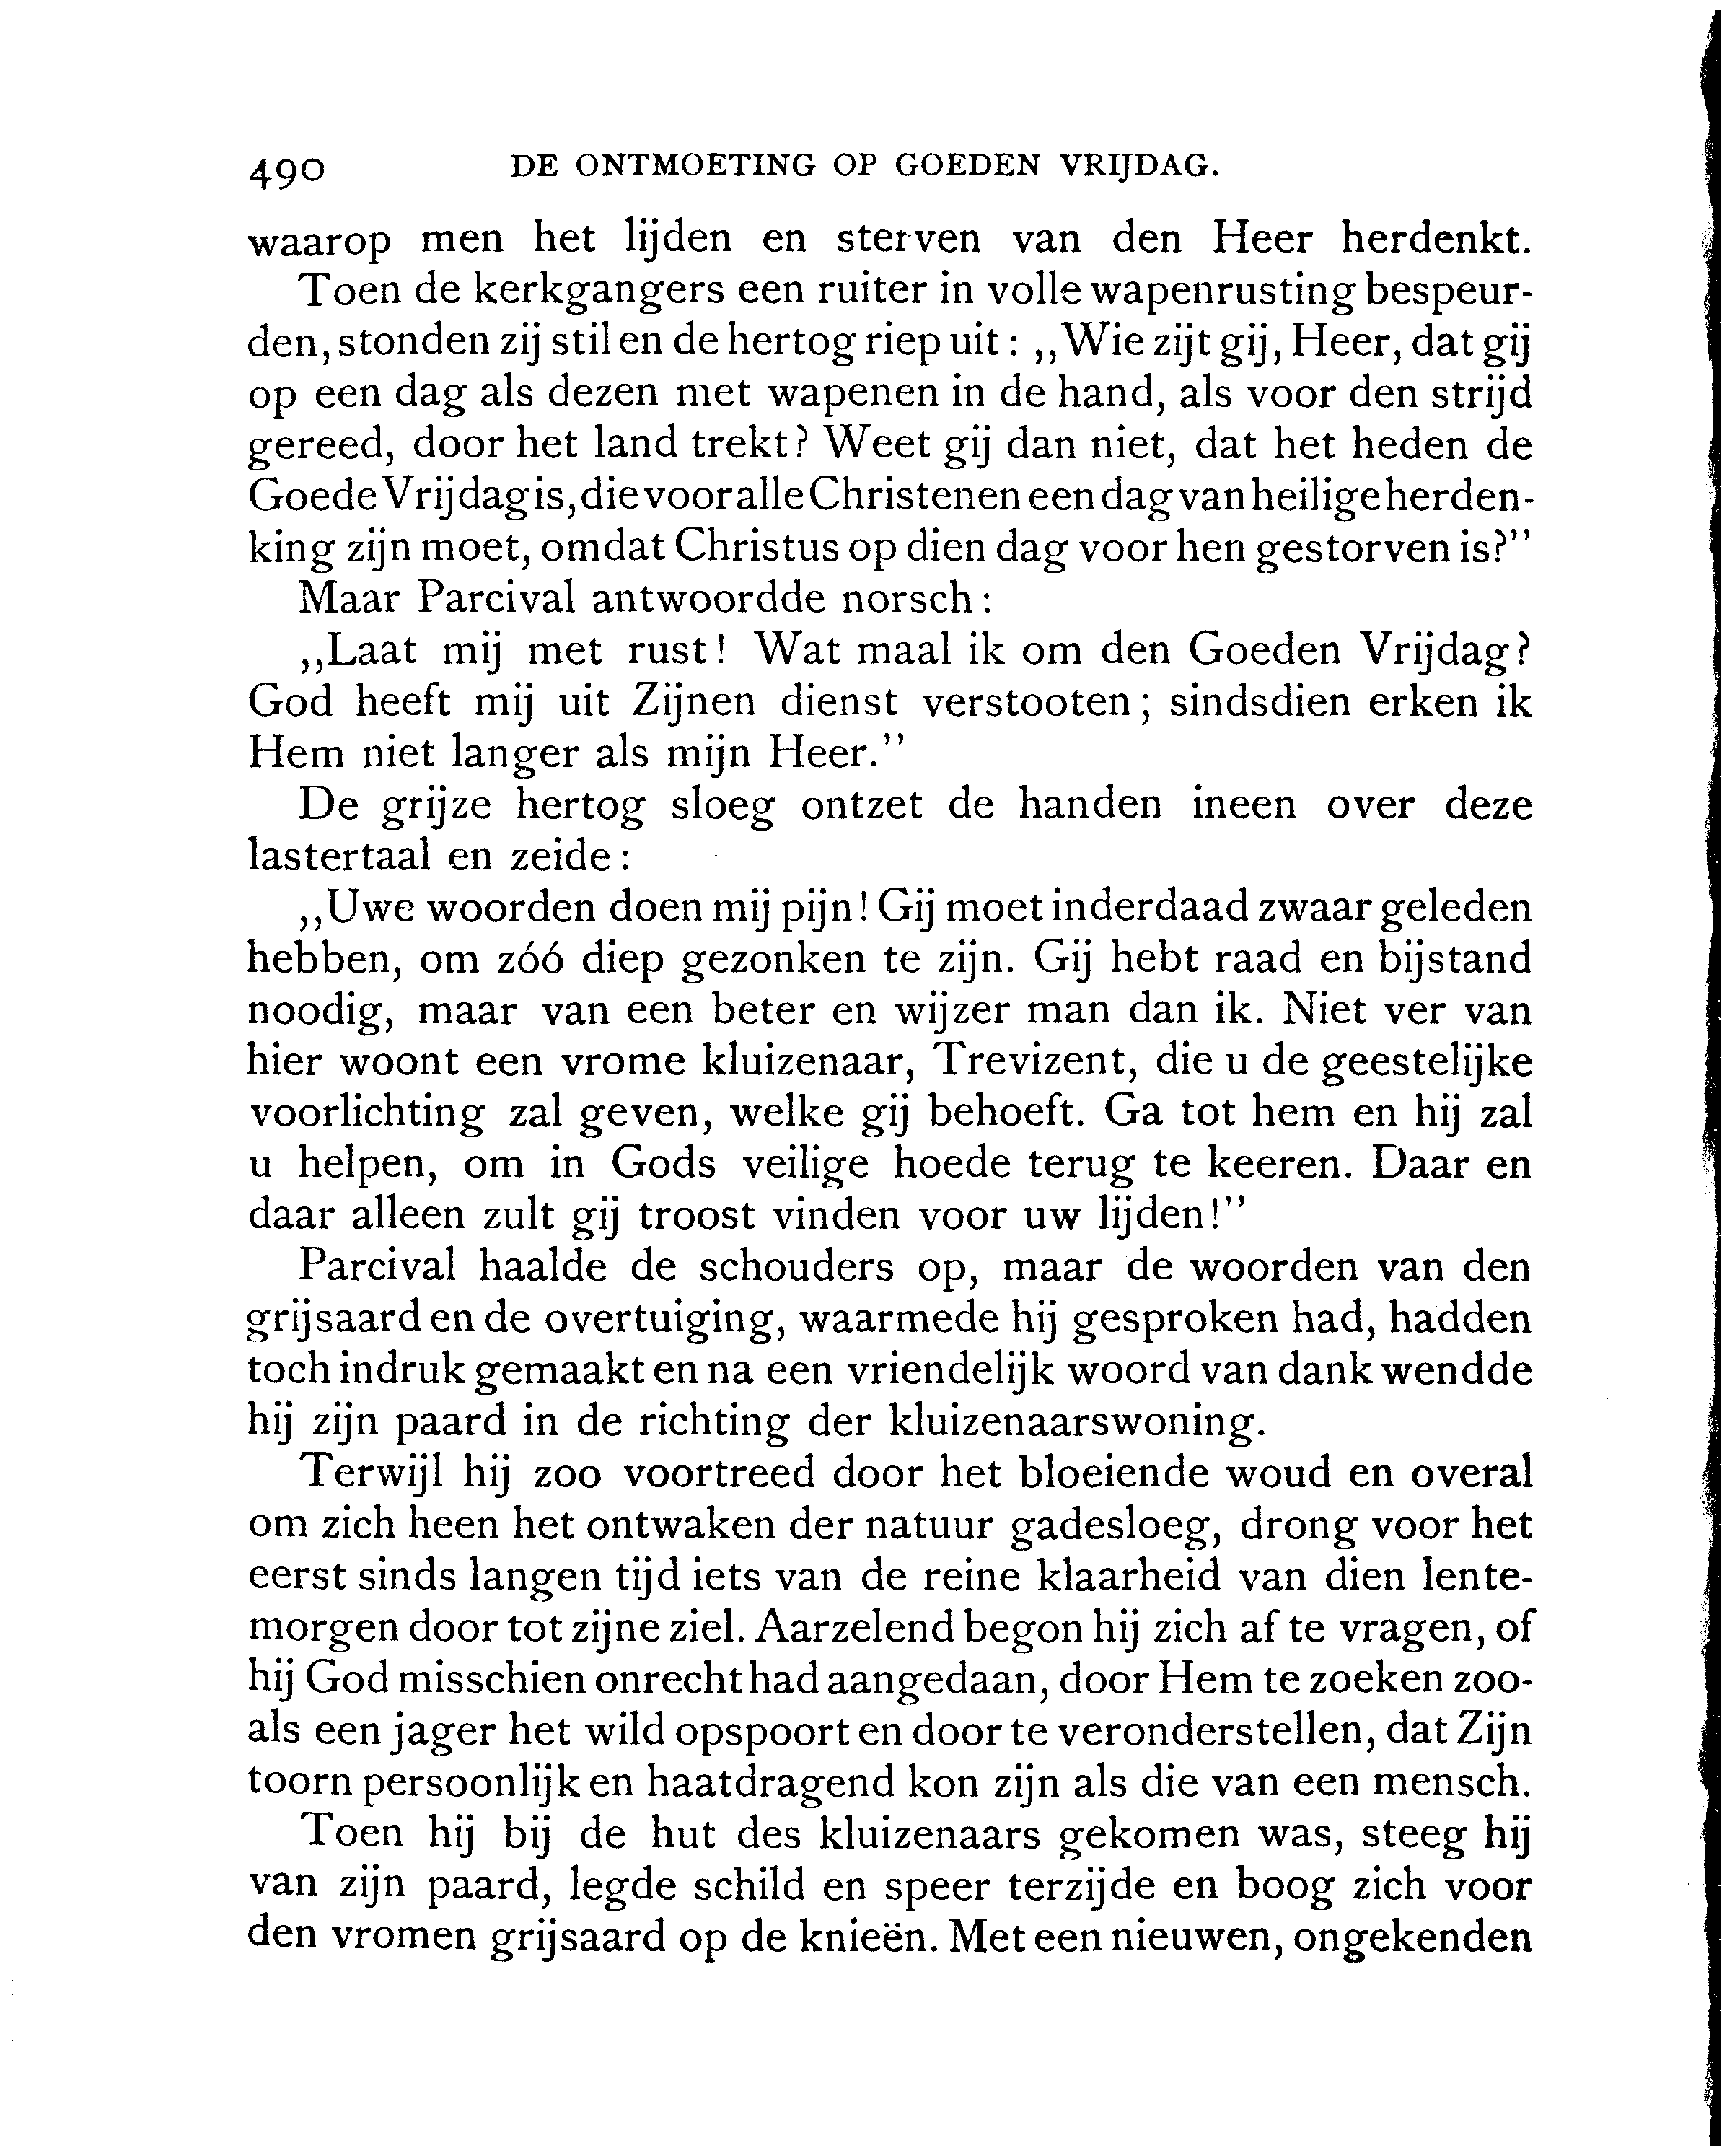 490 DE ONTMOETING OP GOEDEN VRIJDAG.
waarop men het lijden en sterven van den Heer herdenkt.
Toen de kerkgangers een ruiter in volle wapenrusting bespeur-
den, stonden zij stil en de hertog riep uit: ,,Wie zijt gij, Heer, dat gij
op een dag als dezen met wapenen in de hand, als voor den strijd
gereed, door het land trekt? Weet gij dan niet, dat het heden de
Goede Vrijdag is, die voor alle Christenen een dag van heilige herden-
king zijn moet, omdat Christus op dien dag voor hen gestorven is?''
Maar Parcival antwoordde norsch:
,,Laat mij met rust! Wat maal ik om den Goeden Vrijdag?
God heeft mij uit Zijnen dienst verstooten; sindsdien erken ik
Hem niet langer als mijn Heer.''
De grijze hertog sloeg ontzet de handen ineen over deze
lastertaal en zeide:
,,Uwe woorden doen mij pijn! Gij moet inderdaad zwaar geleden
hebben, om zóó diep gezonken te zijn. Gij hebt raad en bijstand
noodig, maar van een beter en wijzer man dan ik. Niet ver van
hier woont een vrome kluizenaar, Trevizent, die u de geestelijke
voorlichting zal geven, welke gij behoeft. Ga tot hem en hij zal
u helpen, om in Gods veilige hoede terug te keeren. Daar en
daar alleen zult gij troost vinden voor uw lijden!''
Parcival haalde de schouders op, maar de woorden van den
grijsaard en de overtuiging, waarmede hij gesproken had, hadden
toch indruk gemaakt en na een vriendelijk woord van dank wendde
hij zijn paard in de richting der kluizenaarswoning.
Terwijl hij zoo voortreed door het bloeiende woud en overal
om zich heen het ontwaken der natuur gadesloeg, drong voor het
eerst sinds langen tijd iets van de reine klaarheid van dien lente-
morgen door tot zijne ziel. Aarzelend begon hij zich af te vragen, of
hij God misschien onrecht had aangedaan, door Hem te zoeken zoo-
als een jager het wild opspoort en door te veronderstellen, dat Zijn
toorn persoonlijk en haatdragend kon zijn als die van een mensch.
Toen hij bij de hut des kluizenaars gekomen was, steeg hij
van zijn paard, legde schild en speer terzijde en boog zich voor
den vromen grijsaard op de knieën. Met een nieuwen, ongekenden